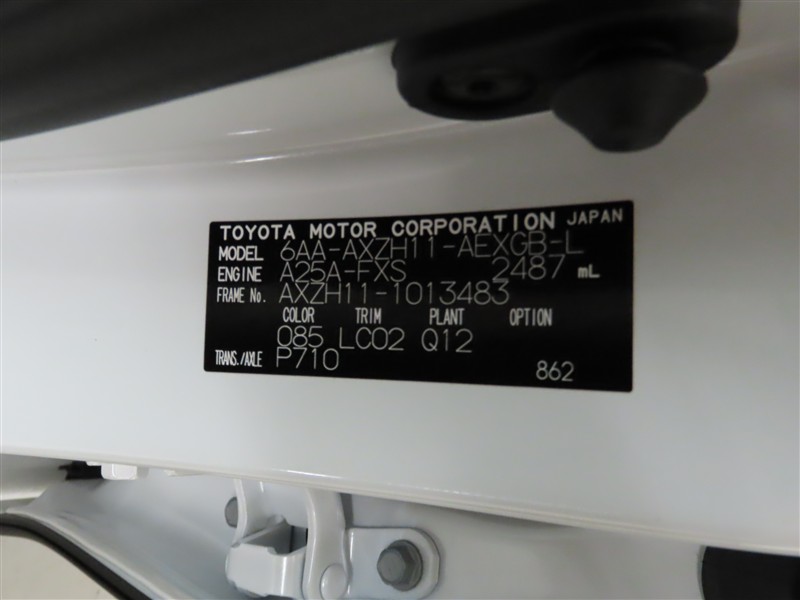 TOYOTA MOTOR CORPORATION JAPAN
MODEL 6AA-AXZH11-AEXGB-L
ENGINE A25A-FXS 2487 mL
FRAME No. AXZH11-1013483
COLOR TRIM PLANT OPTION
085 LC02 Q12
TRANS./AXLE P710
862